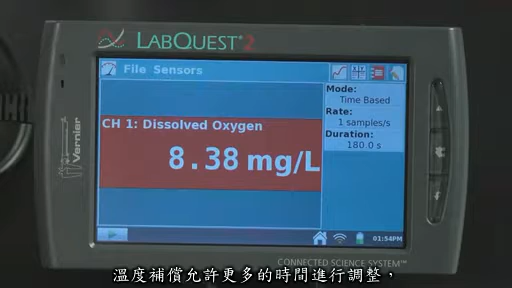 LABQUEST®2
File Sensors
Mode:
Time Based
Rate:
1 samples/s
Duration:
180.0 s
CH 1: Dissolved Oxygen
8.38 mg/L
Vernier
01:54PM
CONNECTED SCIENCE SYSTEM™
溫度補償允許更多的時間進行調整,